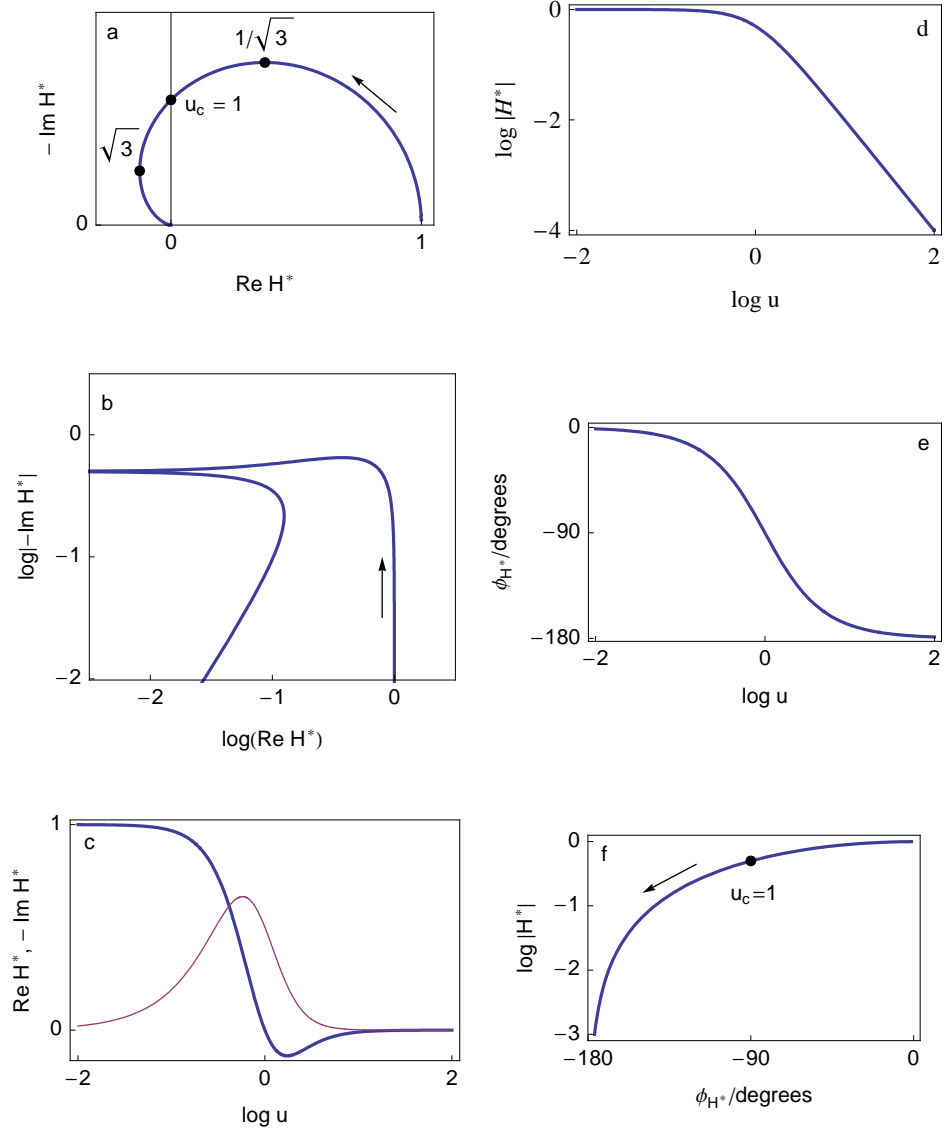 a
1/√3
u_c = 1
√3
− Im H*
0
0
1
Re H*
d
0
−2
−4
log |H*|
−2
0
2
log u
b
0
−1
−2
log|−Im H*|
−2
−1
0
log(Re H*)
e
0
−90
−180
ϕ_H*/degrees
−2
0
2
log u
c
1
0
Re H*, − Im H*
−2
0
2
log u
f
0
−1
−2
−3
log |H*|
u_c=1
−180
−90
0
ϕ_H*/degrees